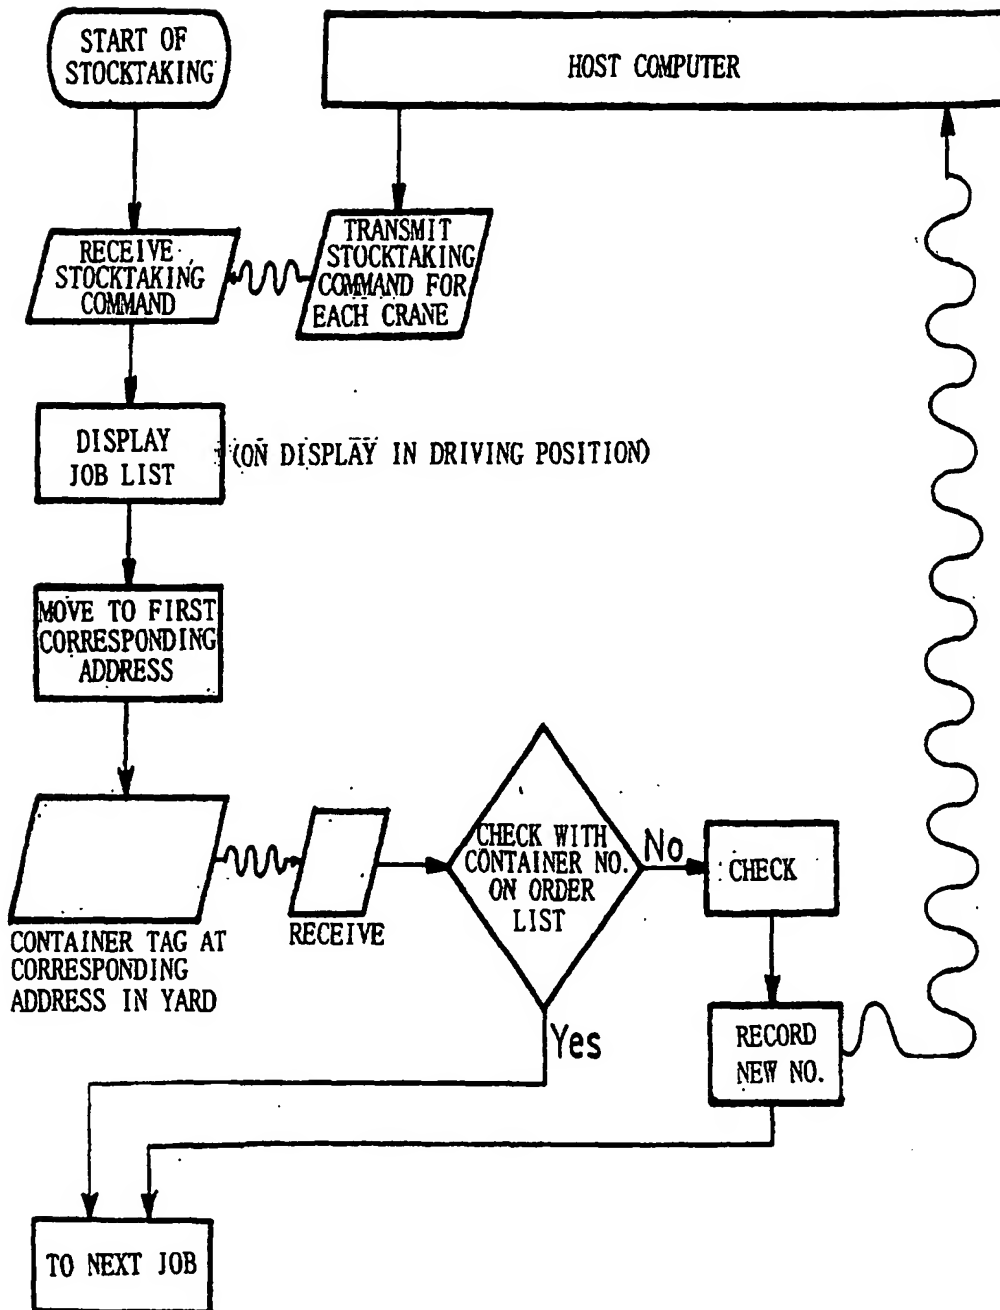 START OF
STOCKTAKING
HOST COMPUTER
RECEIVE
STOCKTAKING
COMMAND
TRANSMIT
STOCKTAKING
COMMAND FOR
EACH CRANE
DISPLAY
JOB LIST
(ON DISPLAY IN DRIVING POSITION)
MOVE TO FIRST
CORRESPONDING
ADDRESS
CONTAINER TAG AT
CORRESPONDING
ADDRESS IN YARD
RECEIVE
CHECK WITH
CONTAINER NO.
ON ORDER
LIST
No
CHECK
Yes
RECORD
NEW NO.
TO NEXT JOB